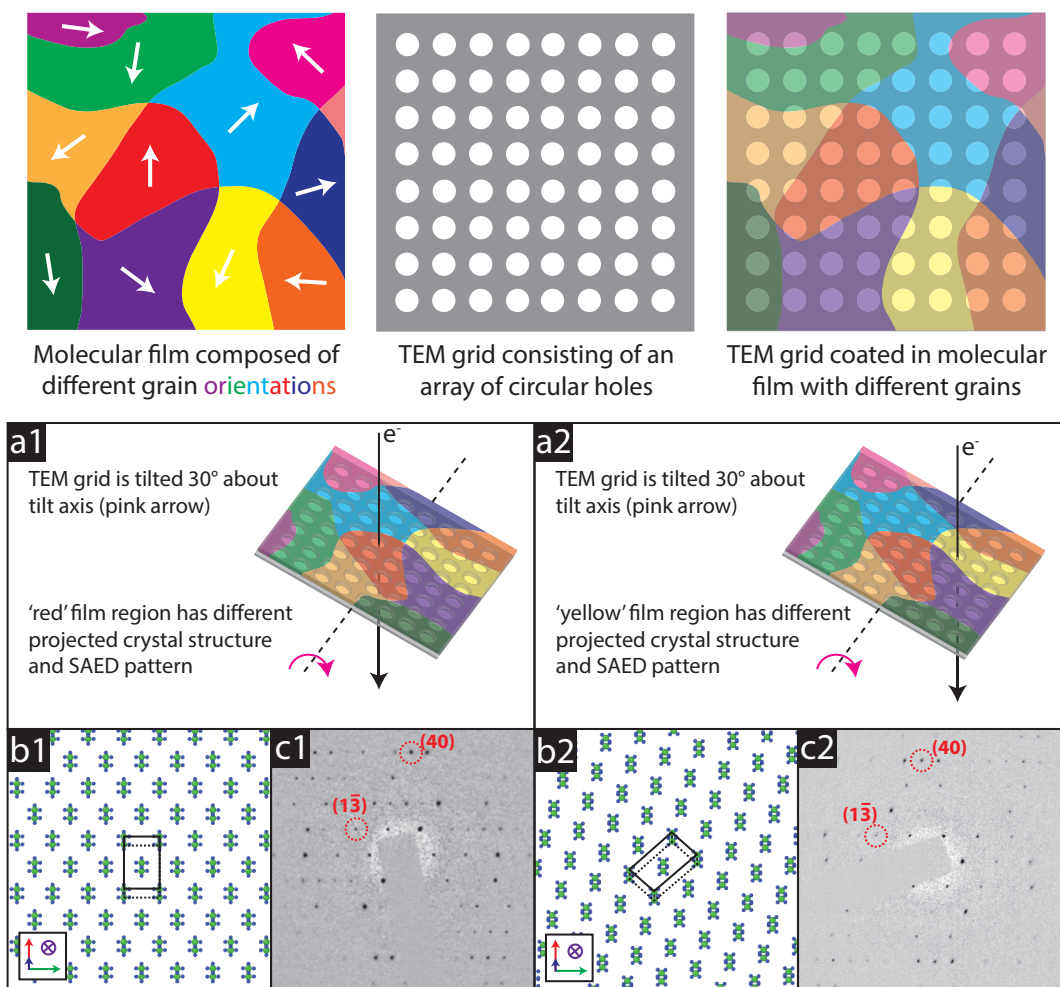 Molecular film composed of
different grain orientations
TEM grid consisting of an
array of circular holes
TEM grid coated in molecular
film with different grains
a1
e-
TEM grid is tilted 30° about
tilt axis (pink arrow)
'red' film region has different
projected crystal structure
and SAED pattern
a2
e-
TEM grid is tilted 30° about
tilt axis (pink arrow)
'yellow' film region has different
projected crystal structure
and SAED pattern
b1
c1
(40)
(13̅)
b2
c2
(40)
(13̅)